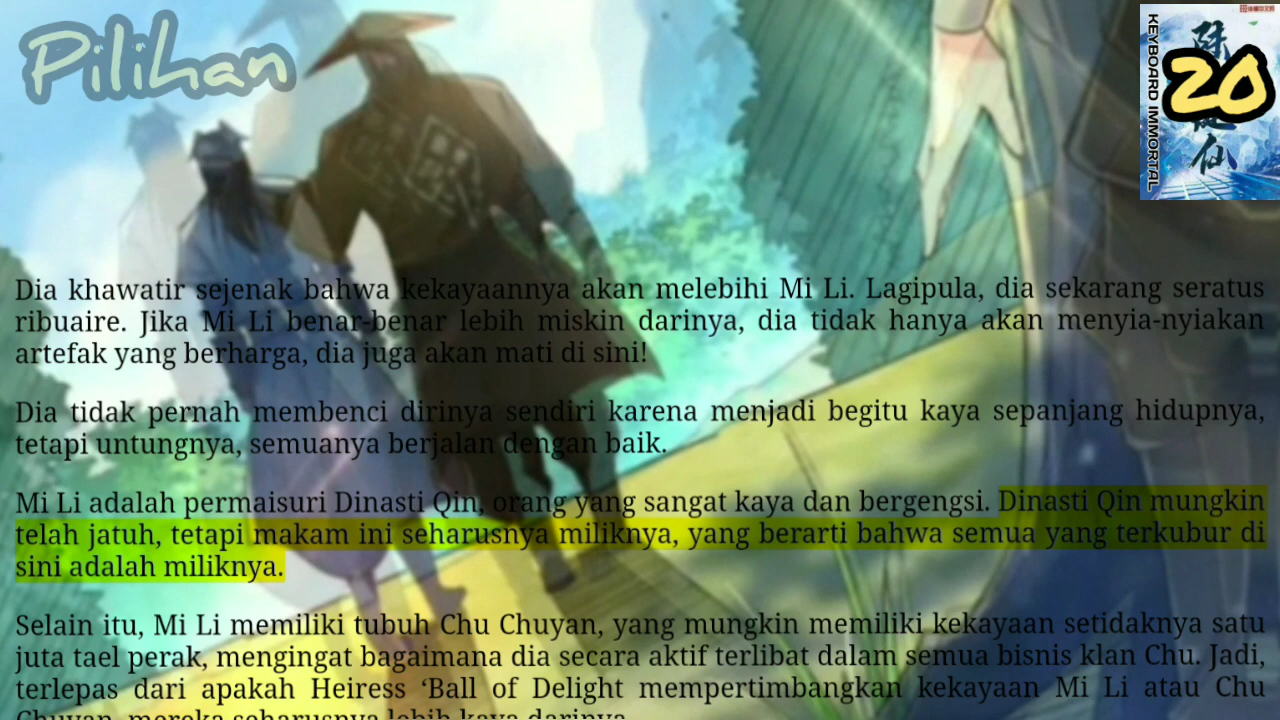 Pilihan
KEYBOARD IMMORTAL
20
仙
Dia khawatir sejenak bahwa kekayaannya akan melebihi Mi Li. Lagipula, dia sekarang seratus
ribuaire. Jika Mi Li benar-benar lebih miskin darinya, dia tidak hanya akan menyia-nyiakan
artefak yang berharga, dia juga akan mati di sini!
Dia tidak pernah membenci dirinya sendiri karena menjadi begitu kaya sepanjang hidupnya,
tetapi untungnya, semuanya berjalan dengan baik.
Mi Li adalah permaisuri Dinasti Qin, orang yang sangat kaya dan bergengsi. Dinasti Qin mungkin
telah jatuh, tetapi makam ini seharusnya miliknya, yang berarti bahwa semua yang terkubur di
sini adalah miliknya.
Selain itu, Mi Li memiliki tubuh Chu Chuyan, yang mungkin memiliki kekayaan setidaknya satu
juta tael perak, mengingat bagaimana dia secara aktif terlibat dalam semua bisnis klan Chu. Jadi,
terlepas dari apakah Heiress ‘Ball of Delight mempertimbangkan kekayaan Mi Li atau Chu
Chuyan, mereka seharusnya lebih kaya darinya.